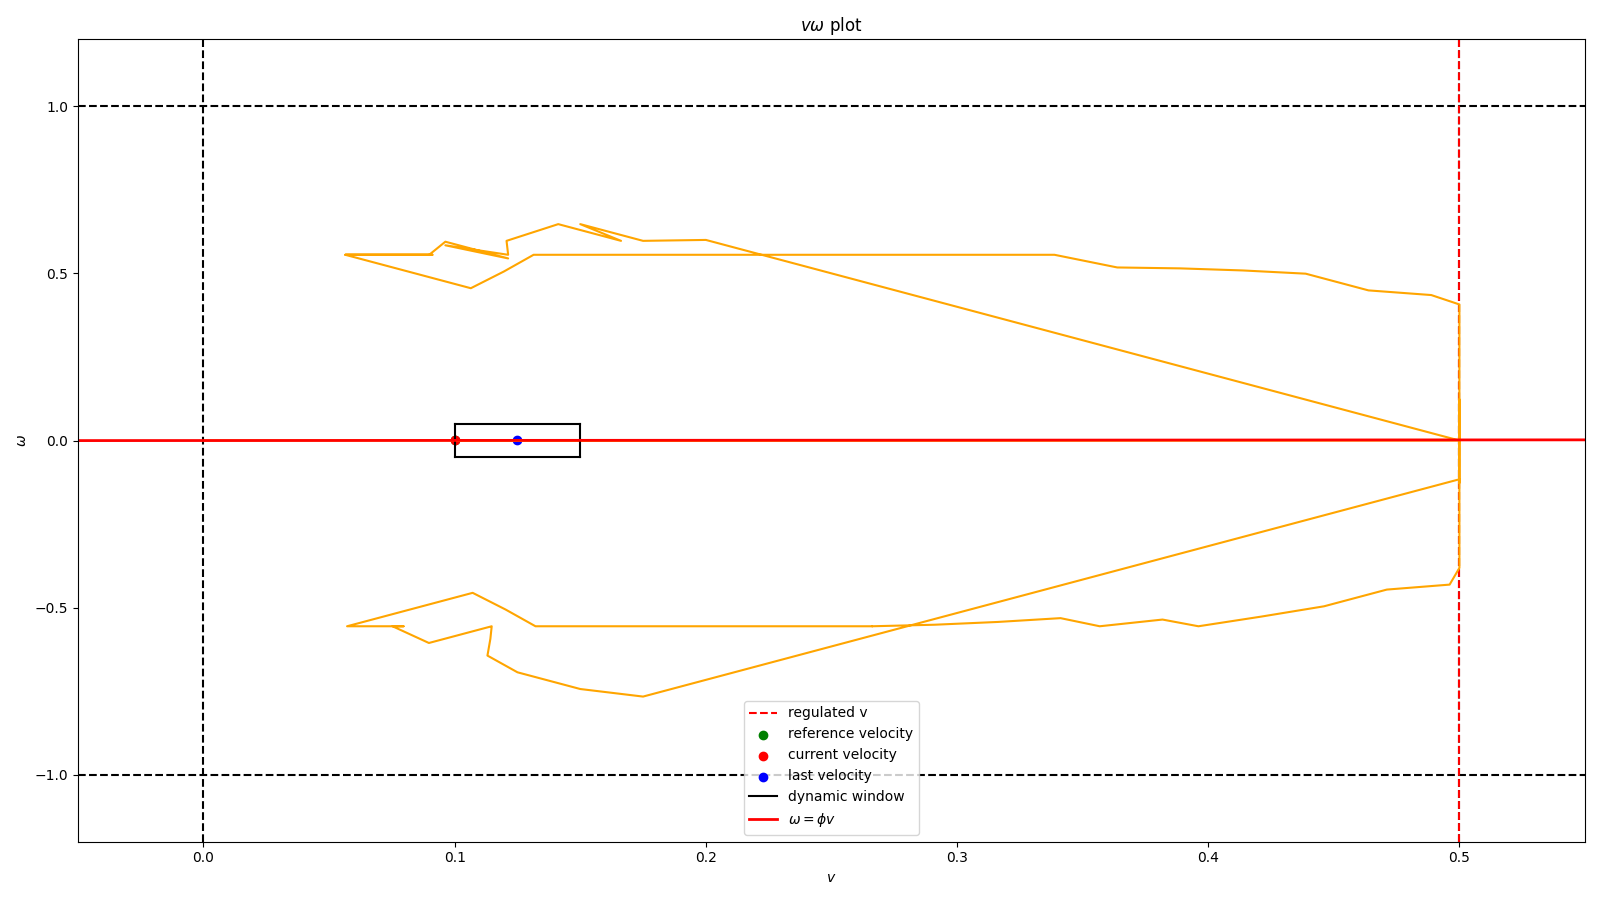 vω plot
1.0
0.5
0.0
−0.5
−1.0
ω
0.0
0.1
0.2
0.3
0.4
0.5
v
regulated v
reference velocity
current velocity
last velocity
dynamic window
ω = ϕv